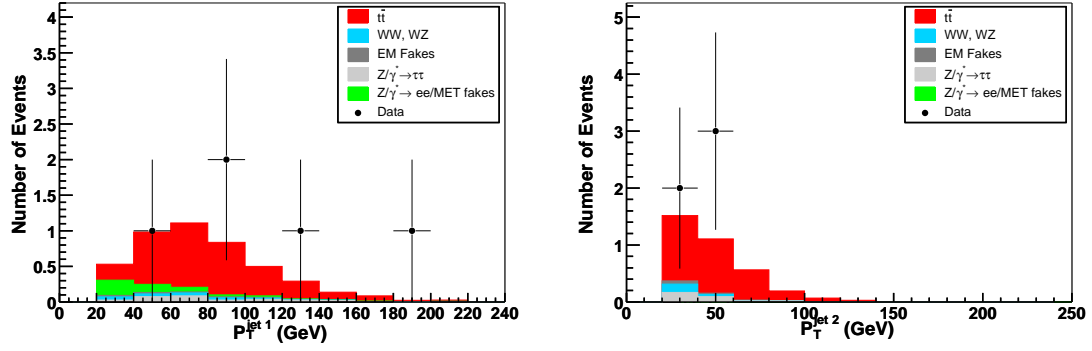 Number of Events
4
3.5
3
2.5
2
1.5
1
0.5
0
tt̄
WW, WZ
EM Fakes
Z/γ* →ττ
Z/γ* → ee/MET fakes
Data
0 20 40 60 80 100 120 140 160 180 200 220 240
P_T^jet 1 (GeV)
Number of Events
5
4
3
2
1
0
tt̄
WW, WZ
EM Fakes
Z/γ* →ττ
Z/γ* → ee/MET fakes
Data
0 50 100 150 200 250
P_T^jet 2 (GeV)